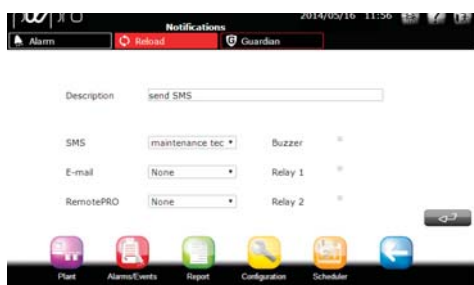 Notifications
2014/05/16 11:56
Alarm Reload Guardian
Description send SMS
SMS maintenance tec Buzzer
E-mail None Relay 1
RemotePRO None Relay 2
Plant Alarms/Events Report Configuration Scheduler